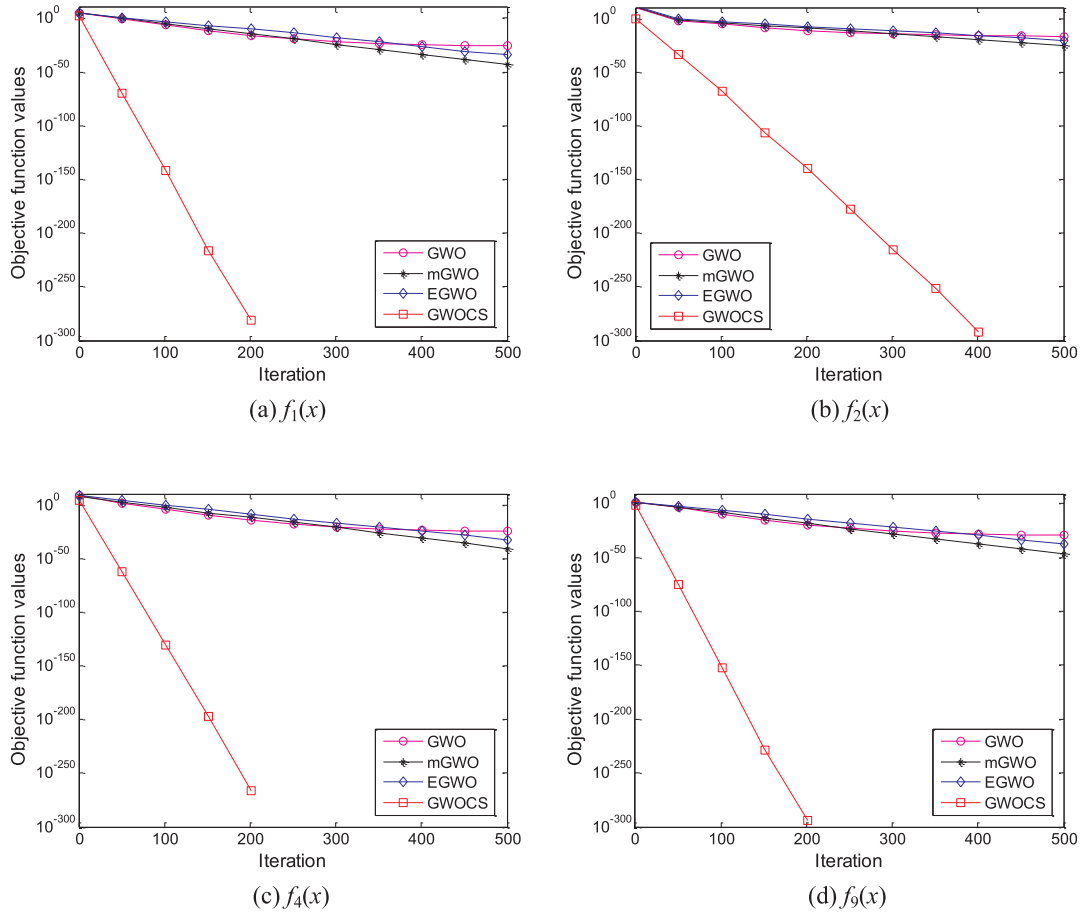 10^0
10^-50
10^-100
10^-150
10^-200
10^-250
10^-300
Objective function values
0 100 200 300 400 500
Iteration
GWO
mGWO
EGWO
GWOCS
(a) f1(x)
10^0
10^-50
10^-100
10^-150
10^-200
10^-250
10^-300
Objective function values
0 100 200 300 400 500
Iteration
GWO
mGWO
EGWO
GWOCS
(b) f2(x)
10^0
10^-50
10^-100
10^-150
10^-200
10^-250
10^-300
Objective function values
0 100 200 300 400 500
Iteration
GWO
mGWO
EGWO
GWOCS
(c) f4(x)
10^0
10^-50
10^-100
10^-150
10^-200
10^-250
10^-300
Objective function values
0 100 200 300 400 500
Iteration
GWO
mGWO
EGWO
GWOCS
(d) f9(x)